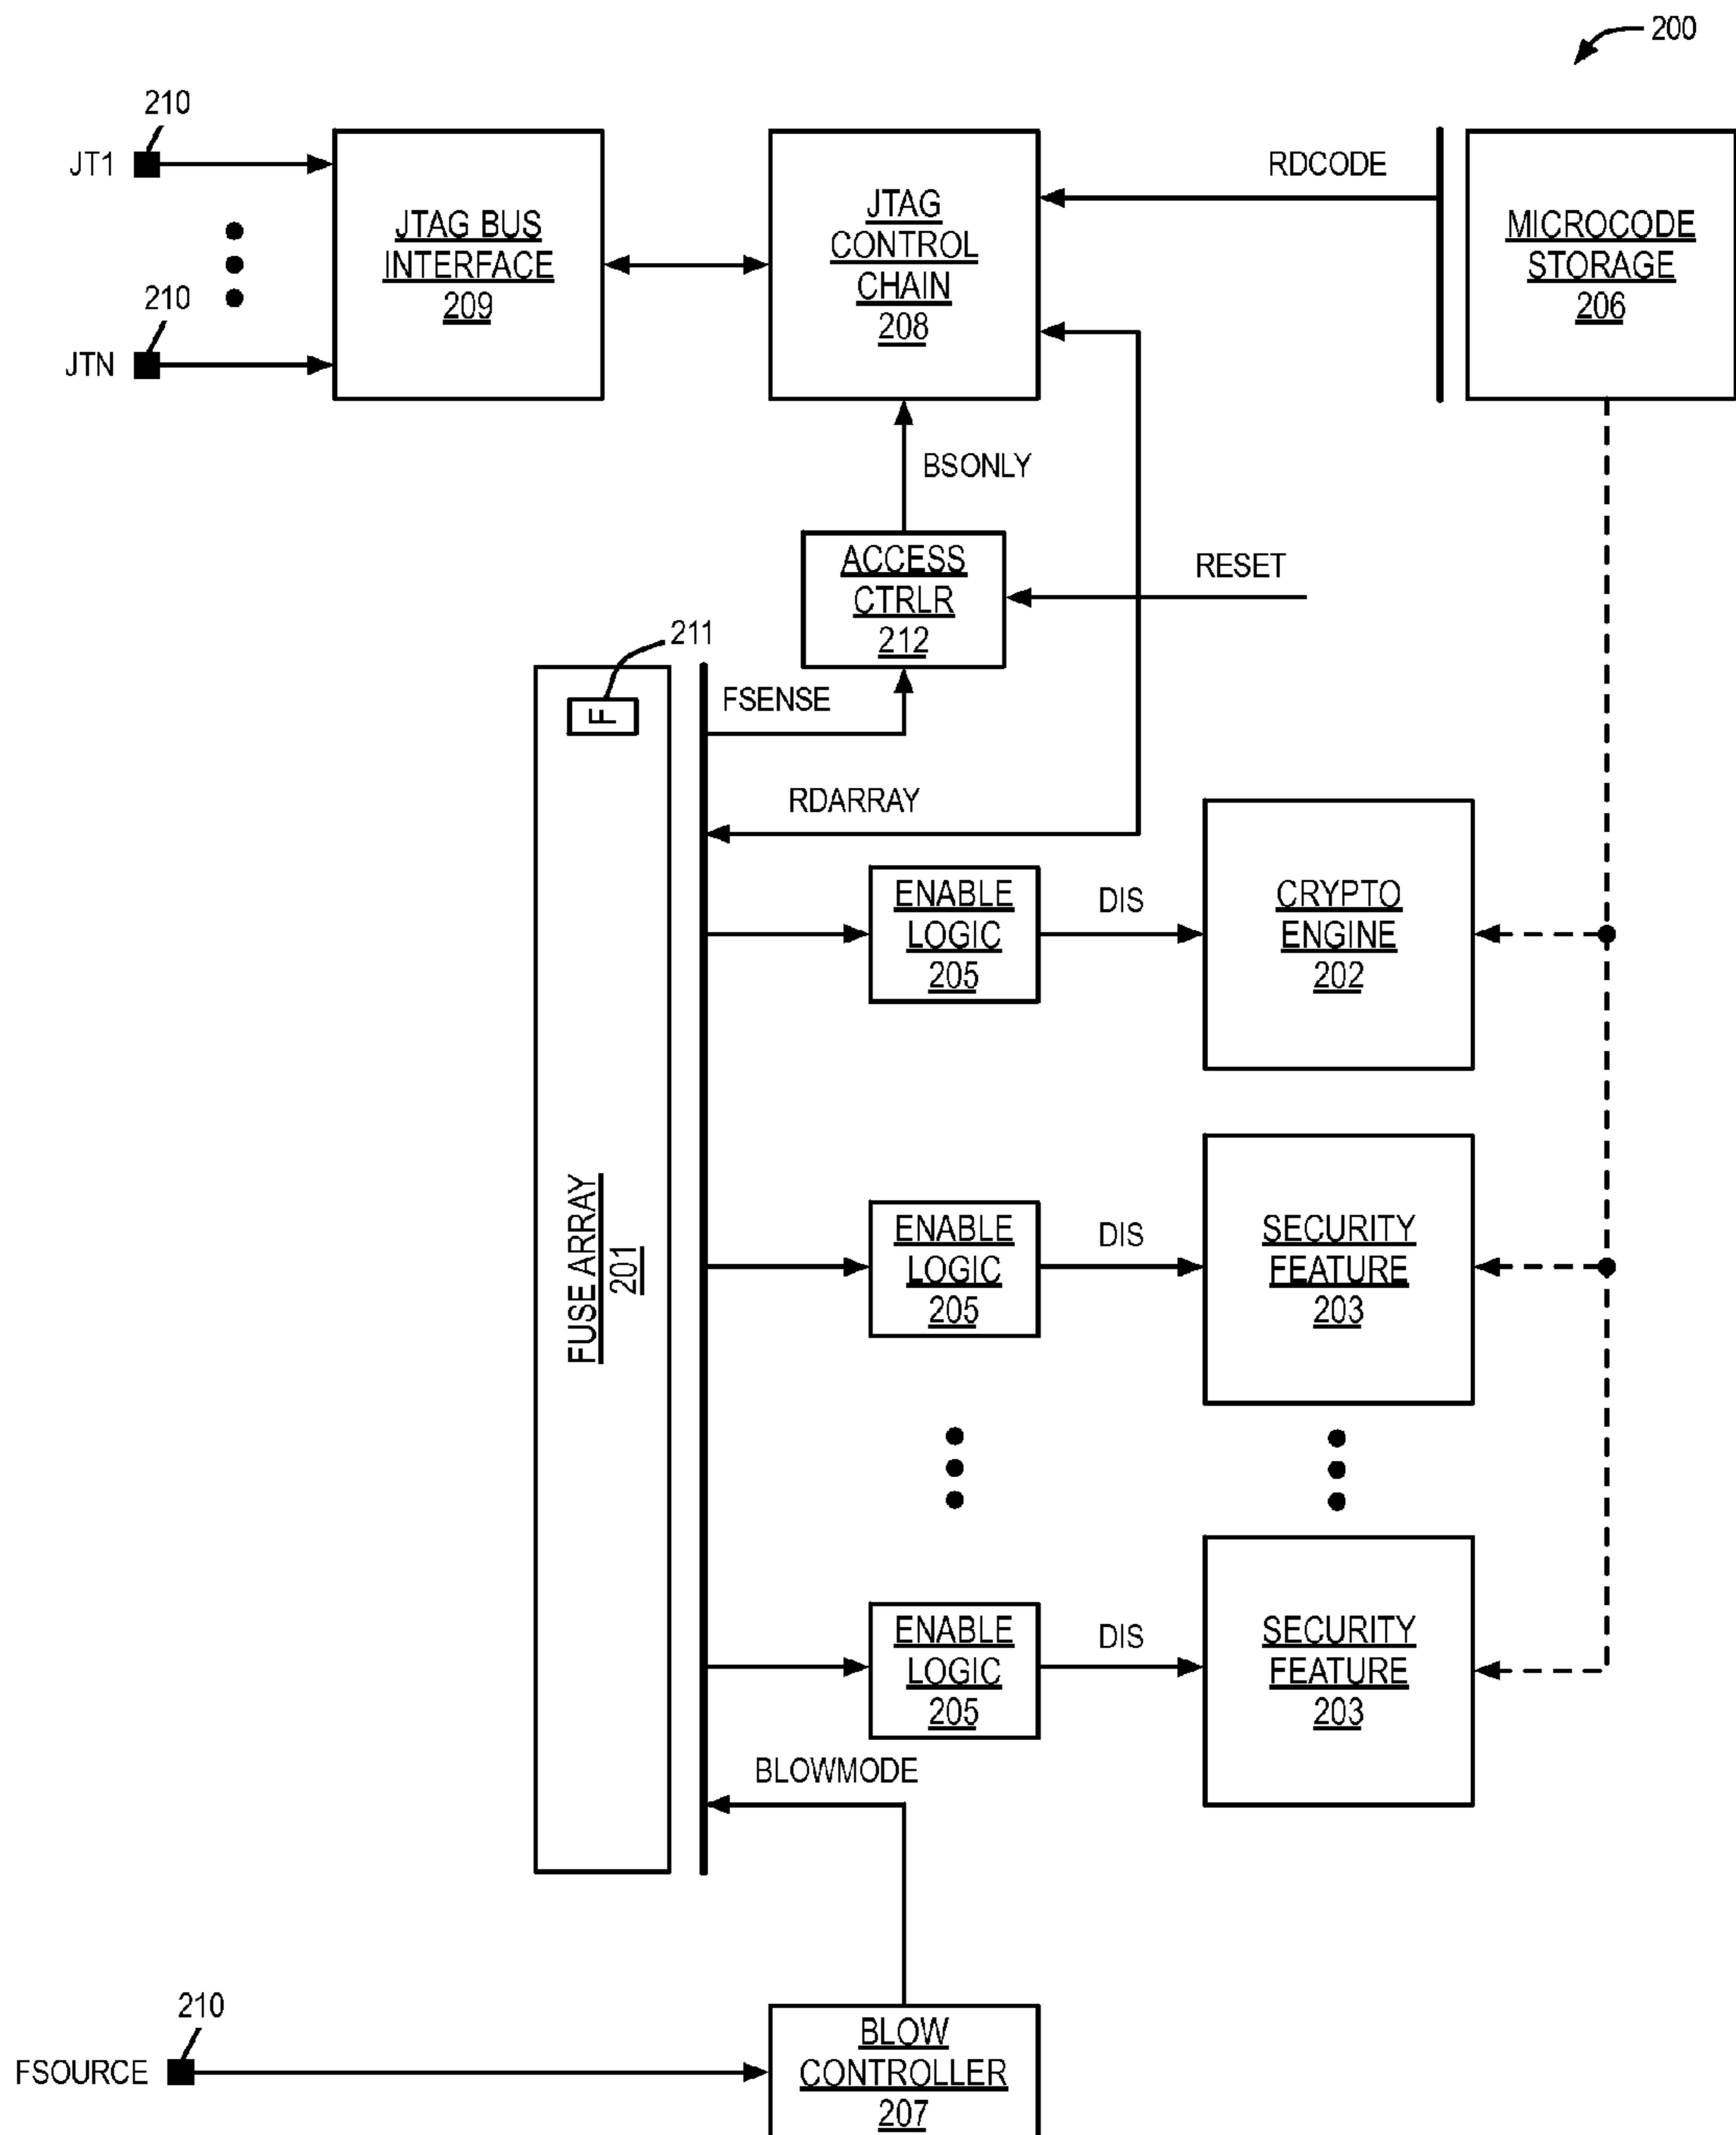 200
210
JT1
JTAG BUS
INTERFACE
209
210
JTN
JTAG
CONTROL
CHAIN
208
RDCODE
MICROCODE
STORAGE
206
BSONLY
ACCESS
CTRLR
212
RESET
211
F
FSENSE
RDARRAY
FUSE ARRAY
201
ENABLE
LOGIC
205
DIS
CRYPTO
ENGINE
202
ENABLE
LOGIC
205
DIS
SECURITY
FEATURE
203
ENABLE
LOGIC
205
DIS
SECURITY
FEATURE
203
BLOWMODE
210
FSOURCE
BLOW
CONTROLLER
207